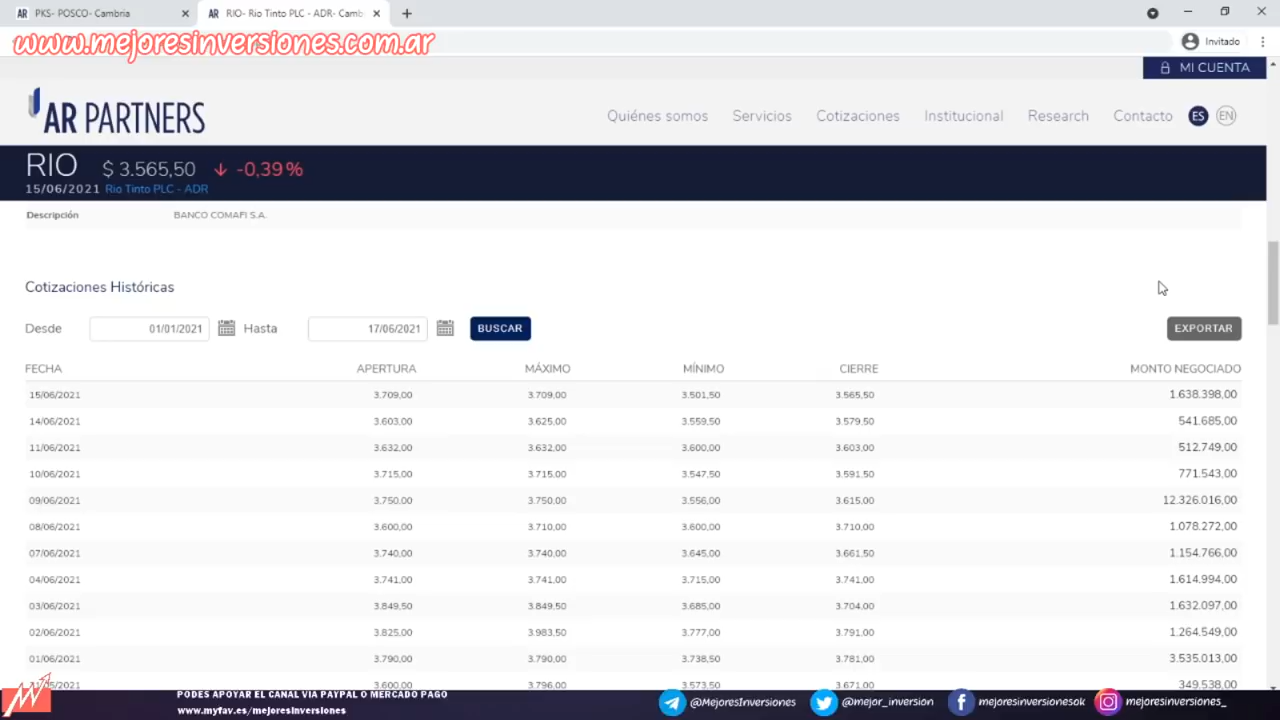 PKS- POSCO- Cambria
RIO- Rio Tinto PLC - ADR- Camb
www.mejoresinversiones.com.ar
Invitado
MI CUENTA
AR PARTNERS
Quiénes somos Servicios Cotizaciones Institucional Research Contacto ES EN
RIO $ 3.565,50 -0,39 %
15/06/2021 Rio Tinto PLC - ADR
Descripción BANCO COMAFI S.A.
Cotizaciones Históricas
Desde 01/01/2021 Hasta 17/06/2021 BUSCAR EXPORTAR
FECHA APERTURA MÁXIMO MÍNIMO CIERRE MONTO NEGOCIADO
15/06/2021 3.709,00 3.709,00 3.501,50 3.565,50 1.638.398,00
14/06/2021 3.603,00 3.625,00 3.559,50 3.579,50 541.685,00
11/06/2021 3.632,00 3.632,00 3.600,00 3.603,00 512.749,00
10/06/2021 3.715,00 3.715,00 3.547,50 3.591,50 771.543,00
09/06/2021 3.750,00 3.750,00 3.556,00 3.615,00 12.326.016,00
08/06/2021 3.600,00 3.710,00 3.600,00 3.710,00 1.078.272,00
07/06/2021 3.740,00 3.740,00 3.645,00 3.661,50 1.154.766,00
04/06/2021 3.741,00 3.741,00 3.715,00 3.741,00 1.614.994,00
03/06/2021 3.849,50 3.849,50 3.685,00 3.704,00 1.632.097,00
02/06/2021 3.825,00 3.983,50 3.777,00 3.791,00 1.264.549,00
01/06/2021 3.790,00 3.790,00 3.738,50 3.781,00 3.535.013,00
3.600,00 3.796,00 3.573,50 3.671,00 349.538,00
PODES APOYAR EL CANAL VIA PAYPAL O MERCADO PAGO
www.myfav.es/mejoresinversiones
@MejoresInversiones @mejor_inversion mejoresinversionesok mejoresinversiones_